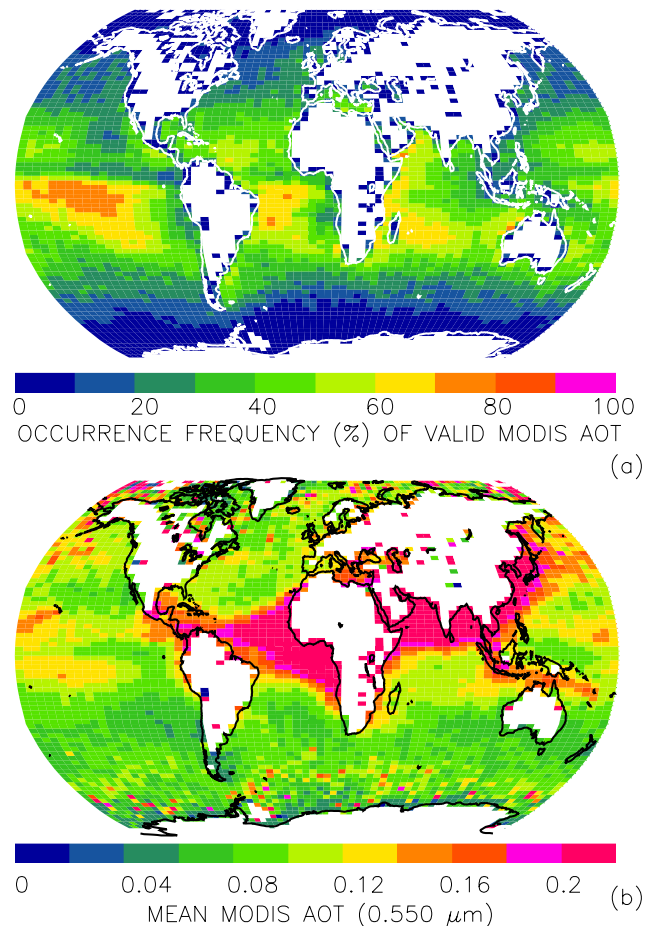 0 20 40 60 80 100
OCCURRENCE FREQUENCY (%) OF VALID MODIS AOT
(a)
0 0.04 0.08 0.12 0.16 0.2
(b)
MEAN MODIS AOT (0.550 μm)